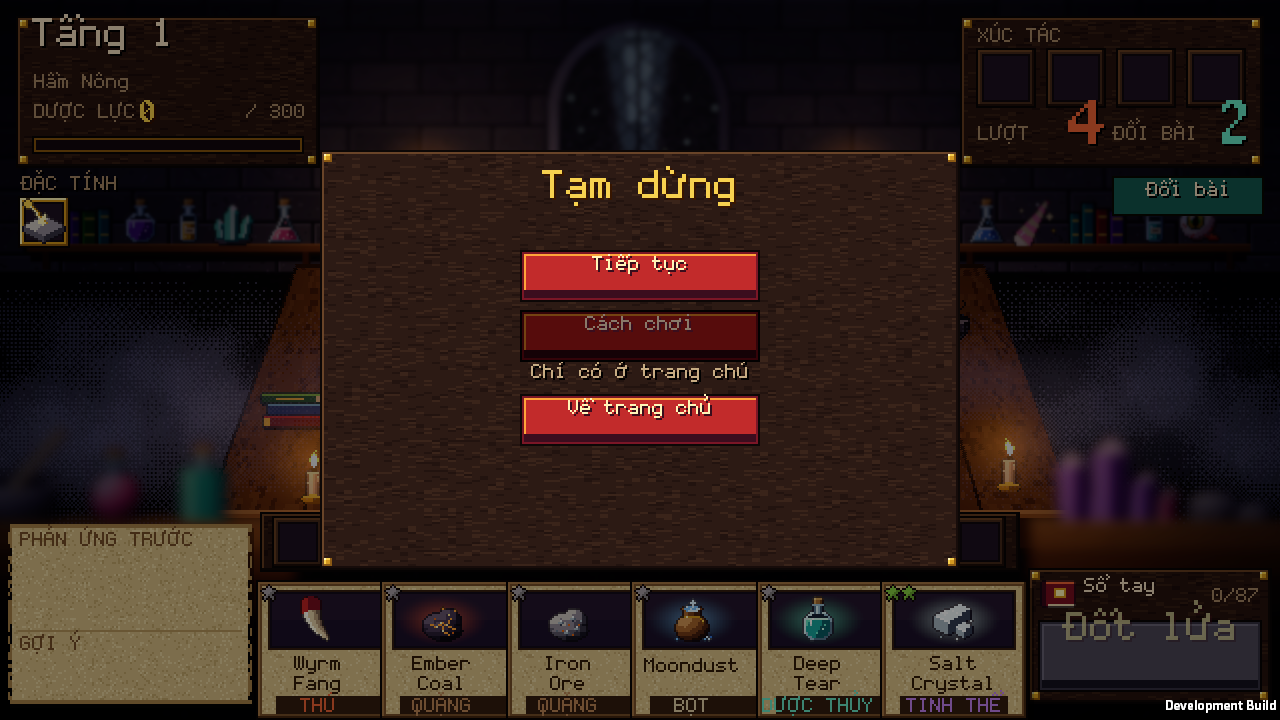 Tầng 1
Hầm Nông
DƯỢC LỰC 0 / 300
ĐẶC TÍNH
XÚC TÁC
LƯỢT 4 ĐỔI BÀI 2
Đổi bài
Tạm dừng
Tiếp tục
Cách chơi
Chỉ có ở trang chủ
Về trang chủ
PHẢN ỨNG TRƯỚC
GỢI Ý
Wyrm
Fang
THÚ
Ember
Coal
QUẶNG
Iron
Ore
QUẶNG
Moondust
BỘT
Deep
Tear
DƯỢC THỦY
Salt
Crystal
TINH THỂ
Sổ tay
0/87
Đốt lửa
Development Build